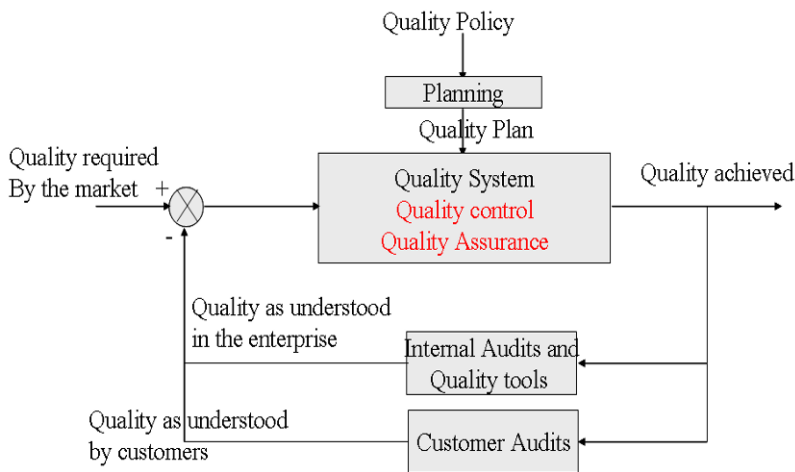 Quality Policy
Planning
Quality Plan
Quality required
By the market
+
-
Quality System
Quality control
Quality Assurance
Quality achieved
Quality as understood
in the enterprise
Internal Audits and
Quality tools
Quality as understood
by customers
Customer Audits